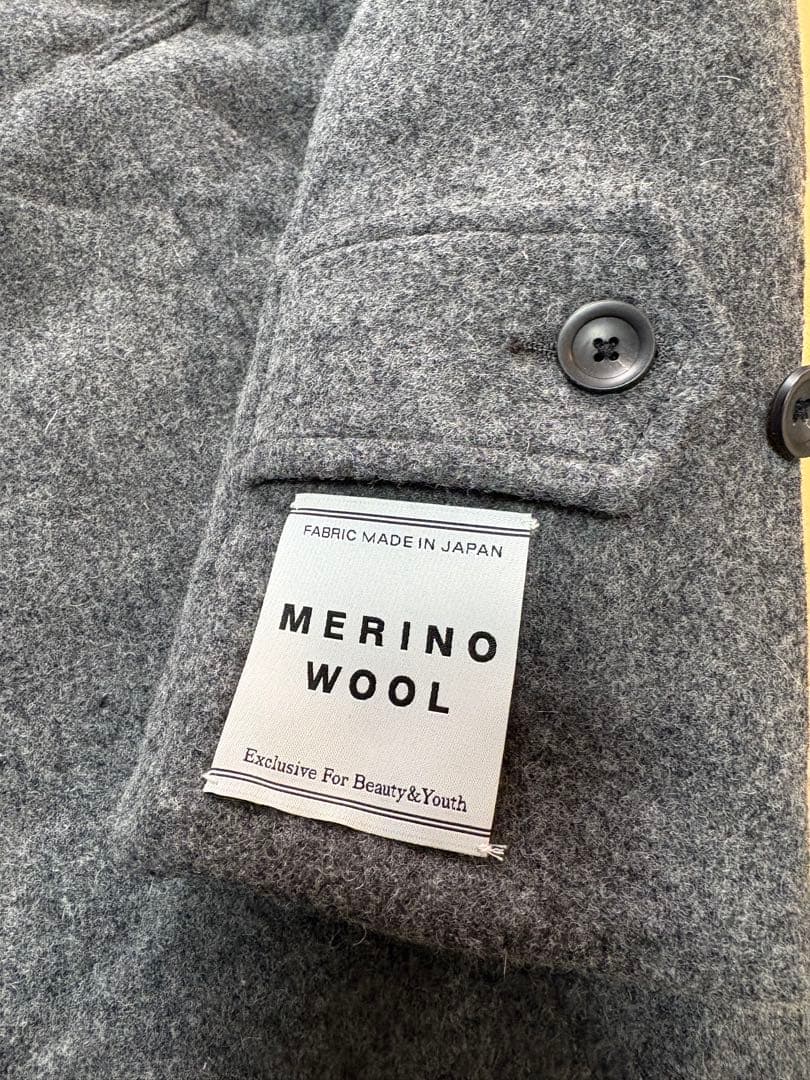 FABRIC MADE IN JAPAN
MERINO
WOOL
Exclusive For Beauty&Youth